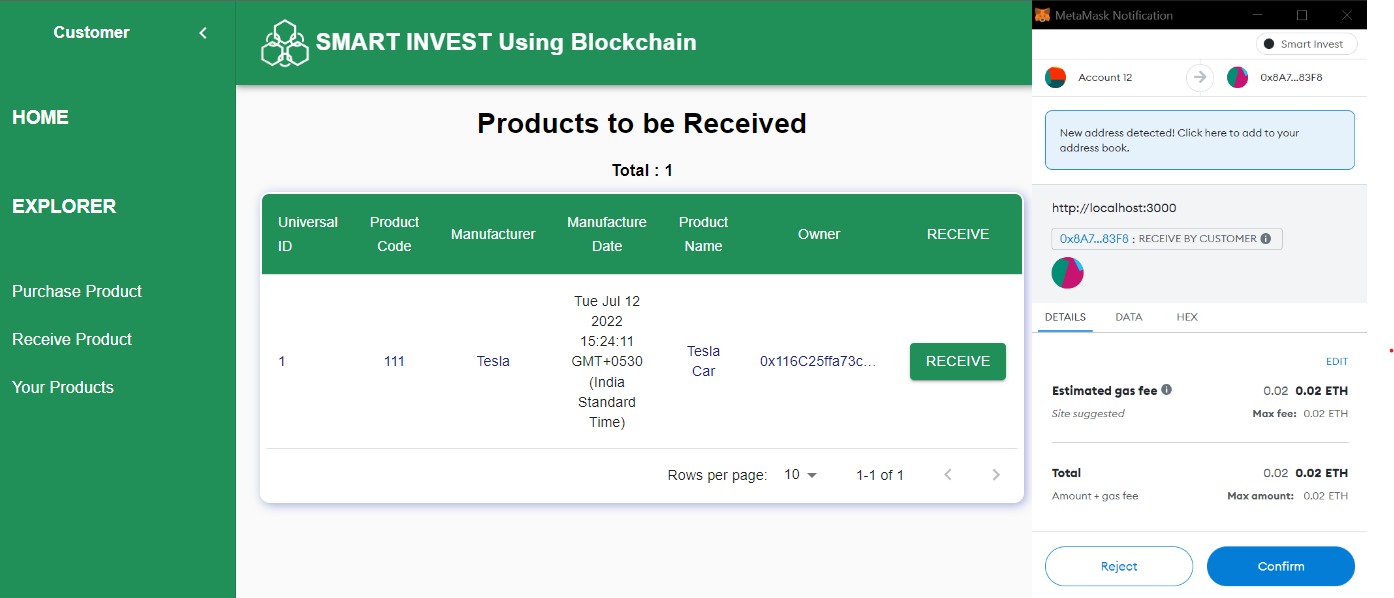 Customer
HOME
EXPLORER
Purchase Product
Receive Product
Your Products
SMART INVEST Using Blockchain
Products to be Received
Total : 1
Universal ID
Product Code
Manufacturer
Manufacture Date
Product Name
Owner
RECEIVE
1
111
Tesla
Tue Jul 12
2022
15:24:11
GMT+0530
(India
Standard
Time)
Tesla
Car
0x116C25ffa73c...
RECEIVE
Rows per page: 10 1-1 of 1
MetaMask Notification
Smart Invest
Account 12 0x8A7...83F8
New address detected! Click here to add to your
address book.
http://localhost:3000
0x8A7...83F8 : RECEIVE BY CUSTOMER
DETAILS DATA HEX
EDIT
Estimated gas fee 0.02 0.02 ETH
Site suggested Max fee: 0.02 ETH
Total 0.02 0.02 ETH
Amount + gas fee Max amount: 0.02 ETH
Reject Confirm